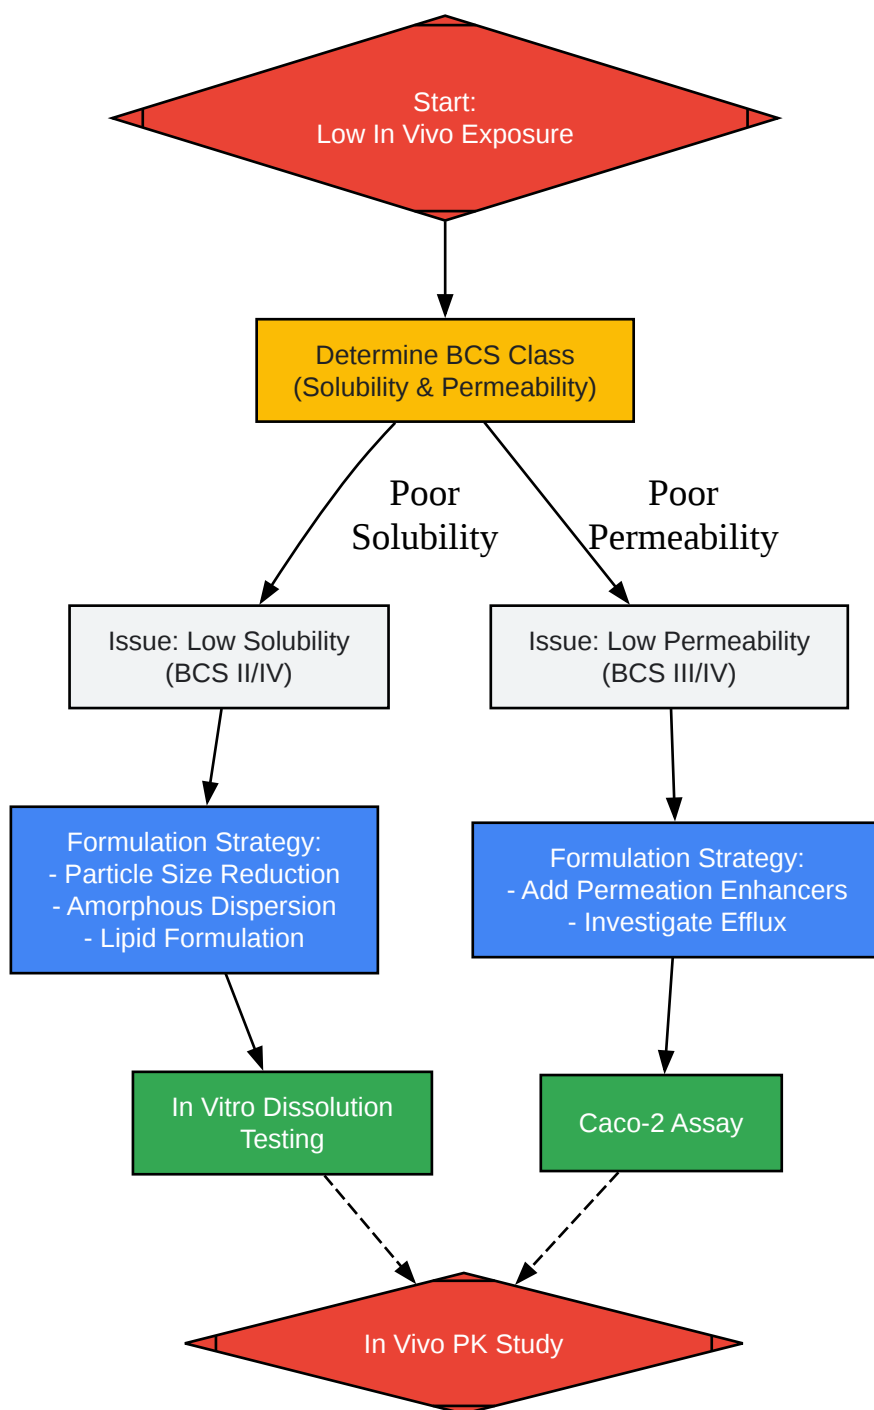 Start:
Low In Vivo Exposure
Determine BCS Class
(Solubility & Permeability)
Poor
Solubility
Poor
Permeability
Issue: Low Solubility
(BCS II/IV)
Issue: Low Permeability
(BCS III/IV)
Formulation Strategy:
- Particle Size Reduction
- Amorphous Dispersion
- Lipid Formulation
Formulation Strategy:
- Add Permeation Enhancers
- Investigate Efflux
In Vitro Dissolution
Testing
Caco-2 Assay
In Vivo PK Study